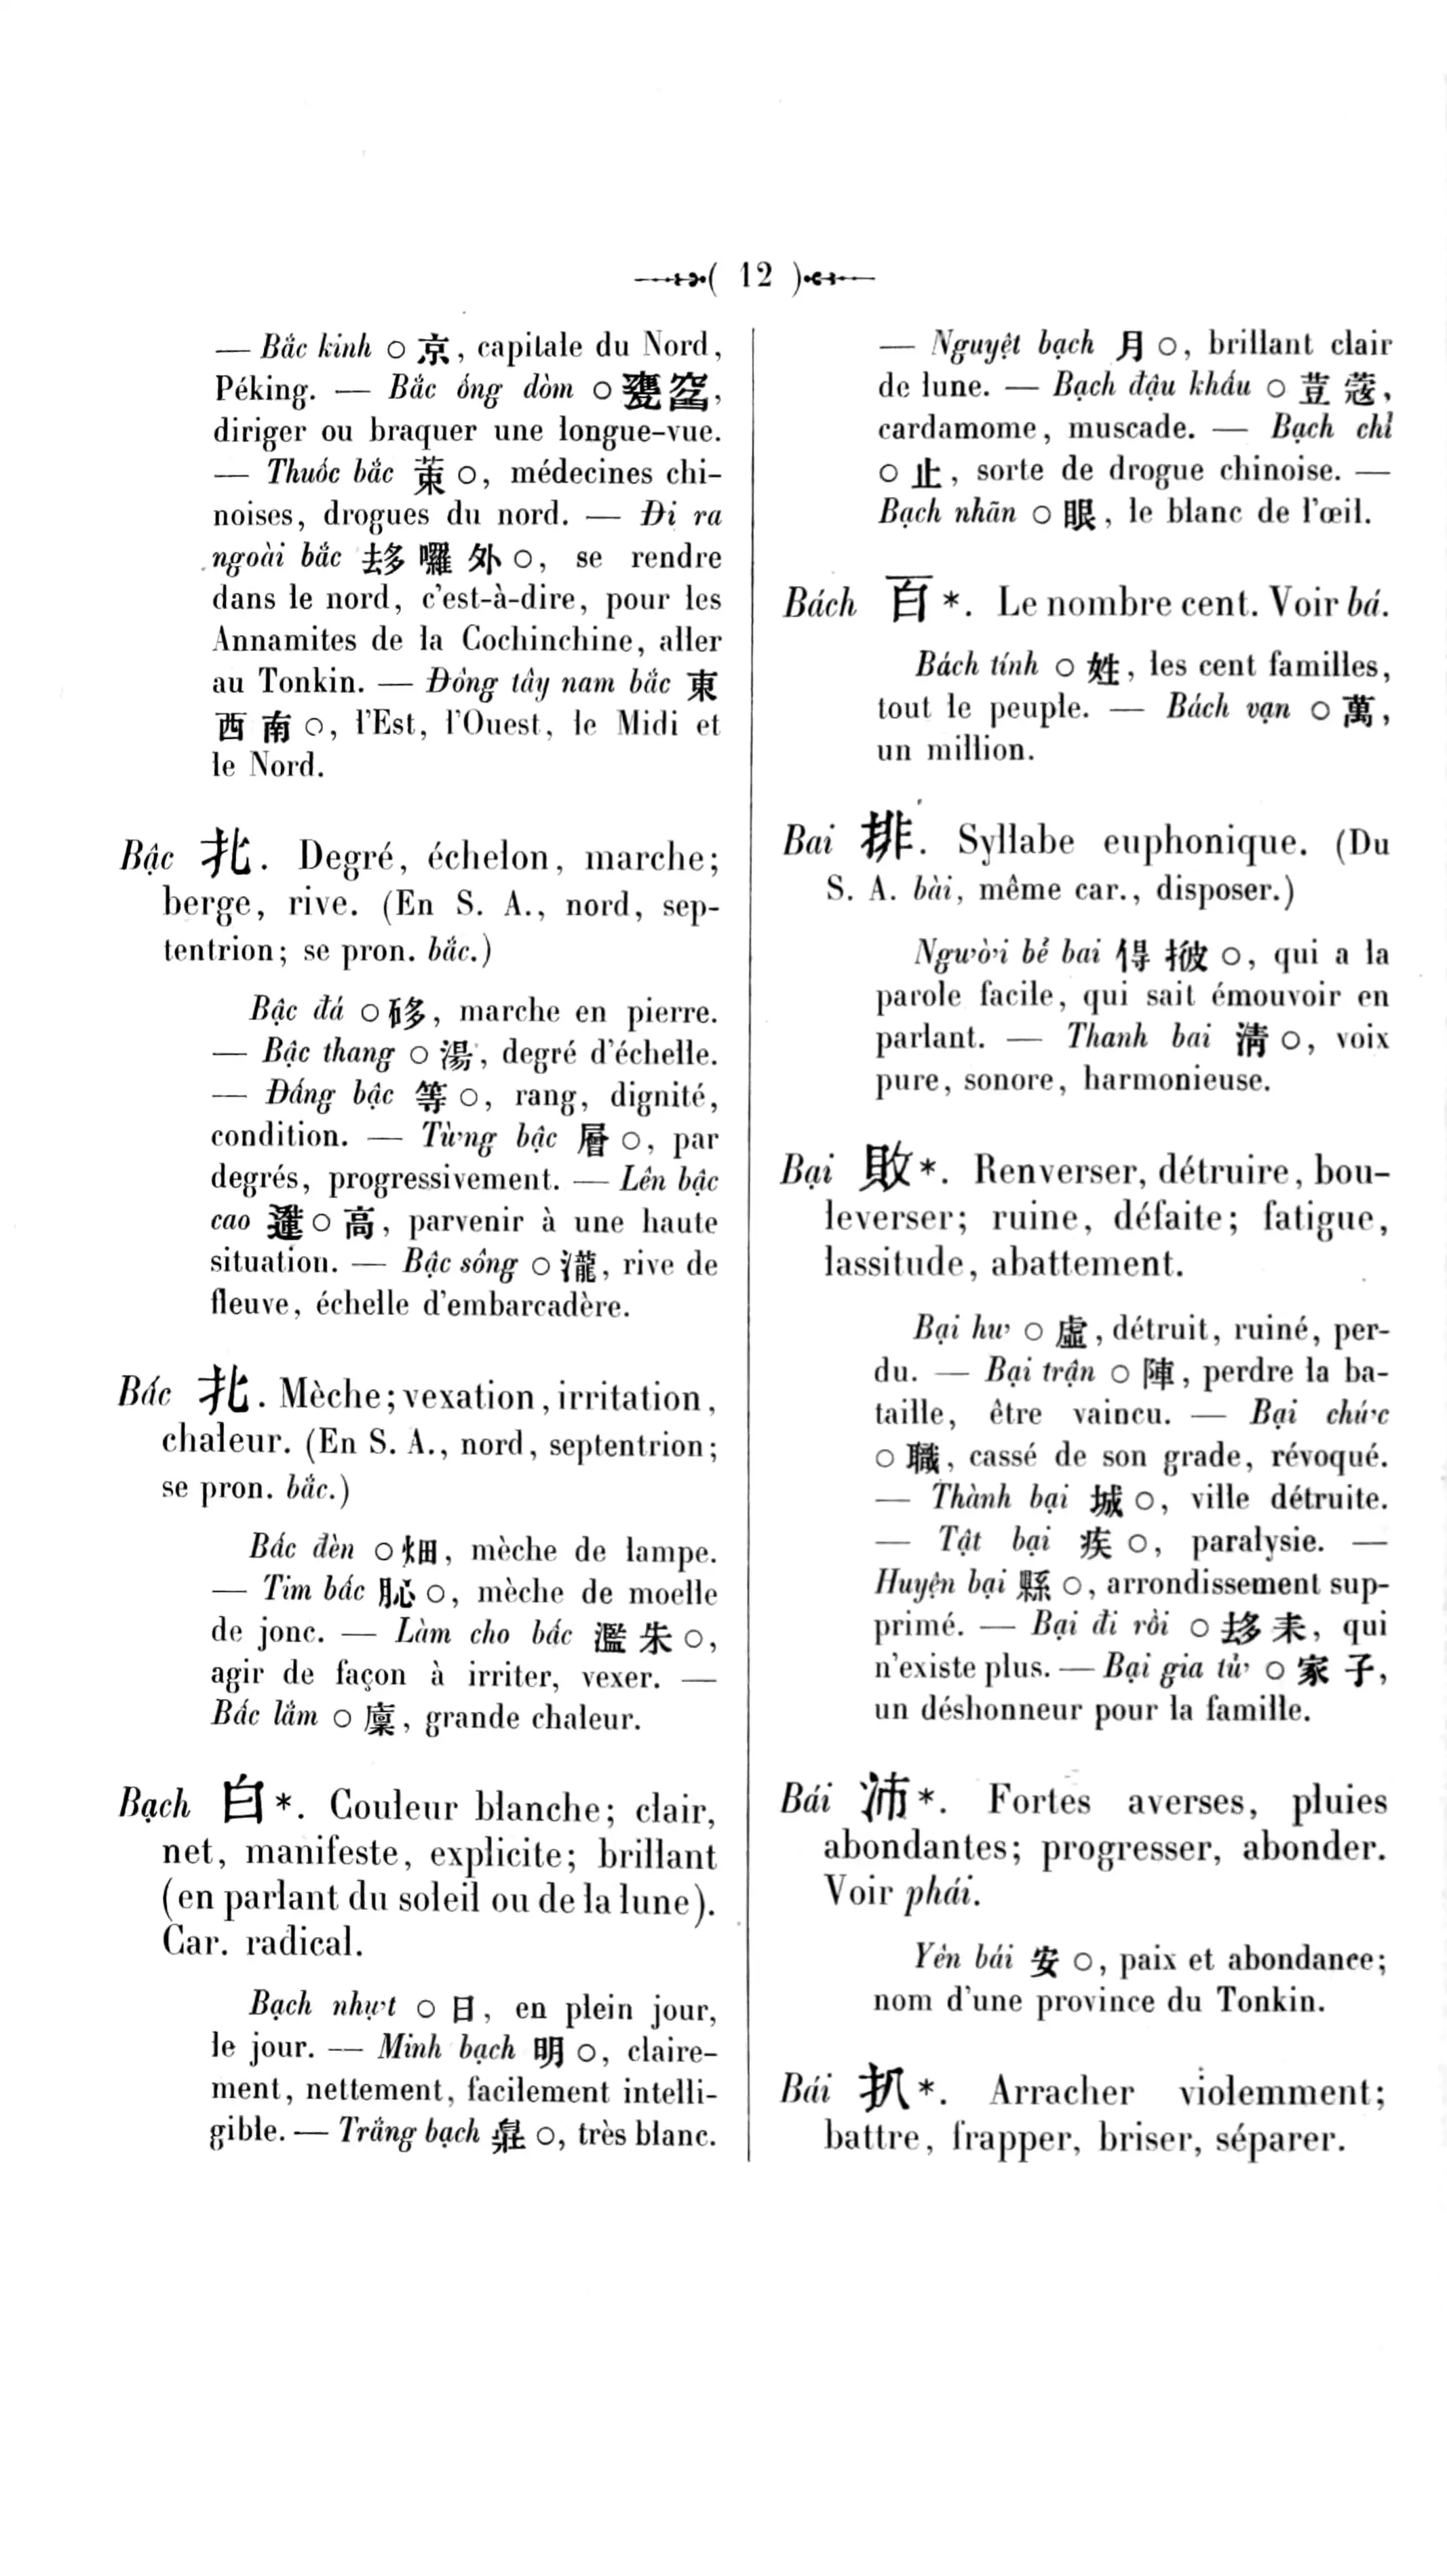 ( 12 )
— Bắc kinh ○ 京, capitale du Nord,
Péking. — Bắc ống dòm ○ 甕窞,
diriger ou braquer une longue-vue.
— Thuốc bắc 葉 ○, médecines chi-
noises, drogues du nord. — Đi ra
ngoài bắc 𠫾 囉 外 ○, se rendre
dans le nord, c'est-à-dire, pour les
Annamites de la Cochinchine, aller
au Tonkin. — Đông tây nam bắc 東
西 南 ○, l'Est, l'Ouest, le Midi et
le Nord.
Bậc 北. Degré, échelon, marche;
berge, rive. (En S. A., nord, sep-
tentrion; se pron. bắc.)
Bậc đá ○ 𥒥, marche en pierre.
— Bậc thang ○ 湯, degré d'échelle.
— Đấng bậc 等 ○, rang, dignité,
condition. — Từng bậc 層 ○, par
degrés, progressivement. — Lên bậc
cao ○ 高, parvenir à une haute
situation. — Bậc sông ○ 瀧, rive de
fleuve, échelle d'embarcadère.
Bấc 北. Mèche; vexation, irritation,
chaleur. (En S. A., nord, septentrion;
se pron. bắc.)
Bấc đèn ○ 畑, mèche de lampe.
— Tim bấc ○, mèche de moelle
de jonc. — Làm cho bấc 濫 朱 ○,
agir de façon à irriter, vexer. —
Bấc lắm ○ 廩, grande chaleur.
Bạch 白 *. Couleur blanche; clair,
net, manifeste, explicite; brillant
(en parlant du soleil ou de la lune).
Car. radical.
Bạch nhựt ○ 日, en plein jour,
le jour. — Minh bạch 明 ○, claire-
ment, nettement, facilement intelli-
gible. — Trắng bạch ○, très blanc.
— Nguyệt bạch 月 ○, brillant clair
de lune. — Bạch đậu khấu ○ 荳 蔻,
cardamome, muscade. — Bạch chỉ
○ 止, sorte de drogue chinoise. —
Bạch nhãn ○ 眼, le blanc de l'œil.
Bách 百 *. Le nombre cent. Voir bá.
Bách tính ○ 姓, les cent familles,
tout le peuple. — Bách vạn ○ 萬,
un million.
Bai 排. Syllabe euphonique. (Du
S. A. bài, même car., disposer.)
Người bẻ bai 得 ○, qui a la
parole facile, qui sait émouvoir en
parlant. — Thanh bai 清 ○, voix
pure, sonore, harmonieuse.
Bại 敗 *. Renverser, détruire, bou-
leverser; ruine, défaite; fatigue,
lassitude, abattement.
Bại hư ○ 虛, détruit, ruiné, per-
du. — Bại trận ○ 陣, perdre la ba-
taille, être vaincu. — Bại chức
○ 職, cassé de son grade, révoqué.
— Thành bại 城 ○, ville détruite.
— Tật bại 疾 ○, paralysie. —
Huyện bại 縣 ○, arrondissement sup-
primé. — Bại đi rồi ○ 𠫾 耒, qui
n'existe plus. — Bại gia tử ○ 家 子,
un déshonneur pour la famille.
Bái 沛 *. Fortes averses, pluies
abondantes; progresser, abonder.
Voir phái.
Yên bái 安 ○, paix et abondance;
nom d'une province du Tonkin.
Bái 扒 *. Arracher violemment;
battre, frapper, briser, séparer.